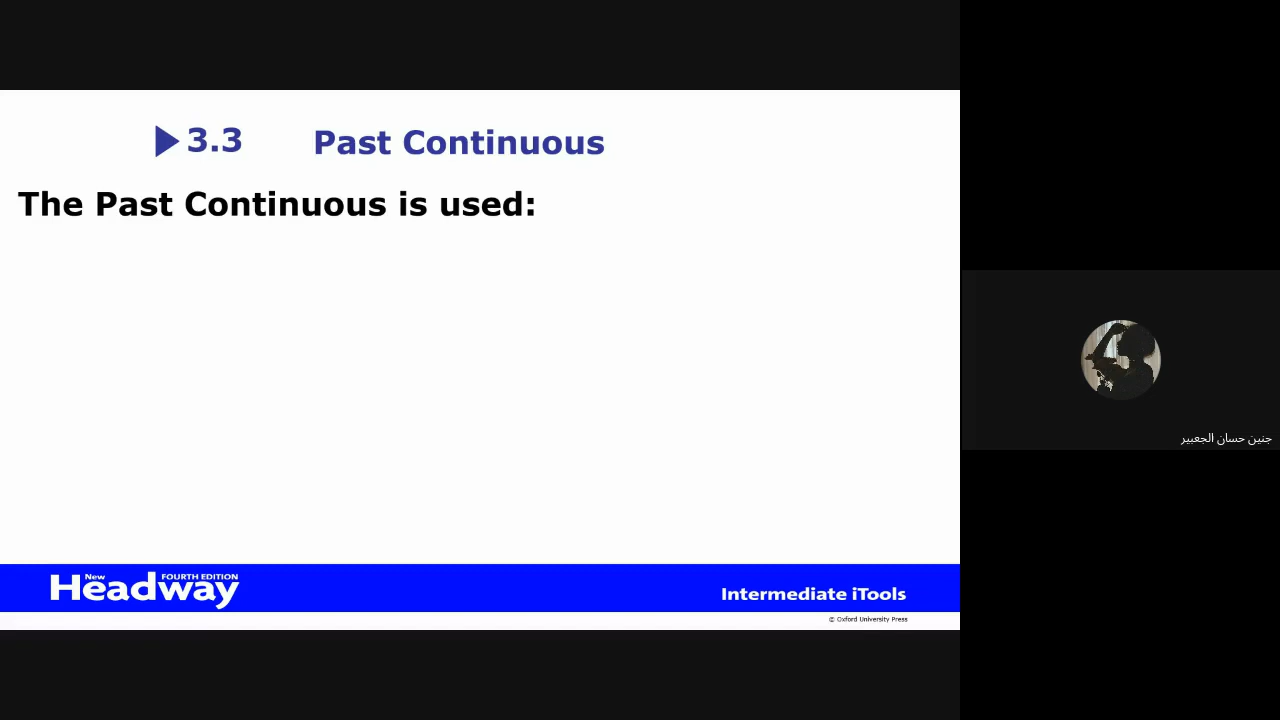 3.3 Past Continuous
The Past Continuous is used:
جنين حسان الجعبير
New Headway FOURTH EDITION
Intermediate iTools
© Oxford University Press